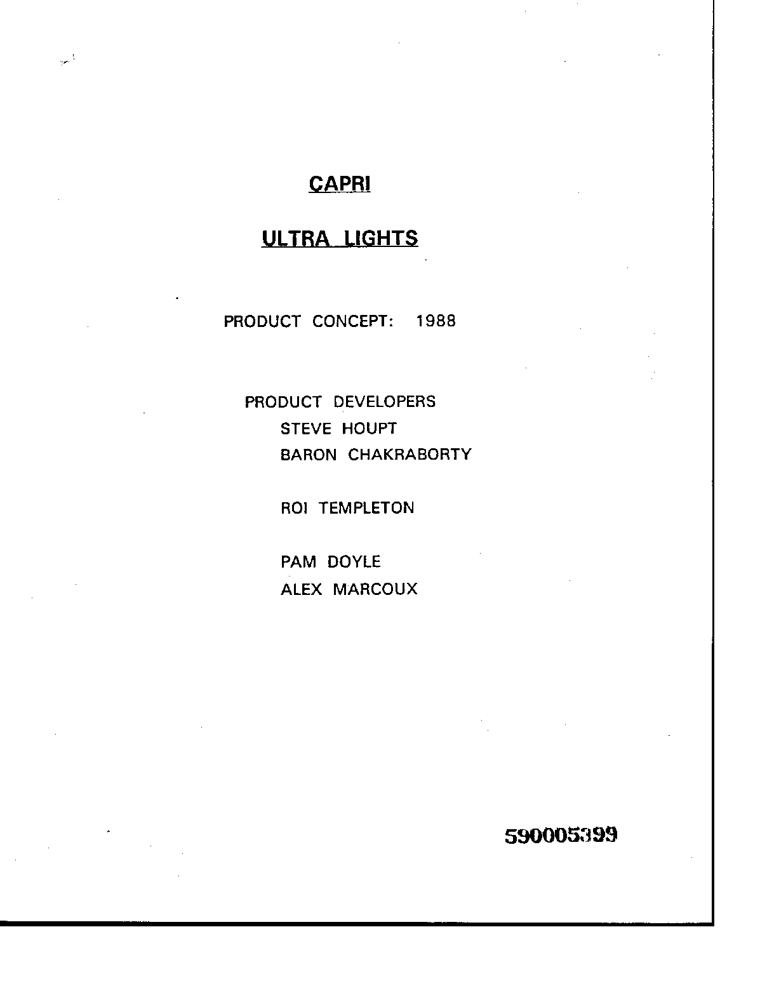 CAPRI
ULTRA LIGHTS
PRODUCT CONCEPT: 1988
PRODUCT DEVELOPERS
STEVE HOUPT
BARON CHAKRABORTY
ROI TEMPLETON
PAM DOYLE
ALEX MARCOUX
590005399